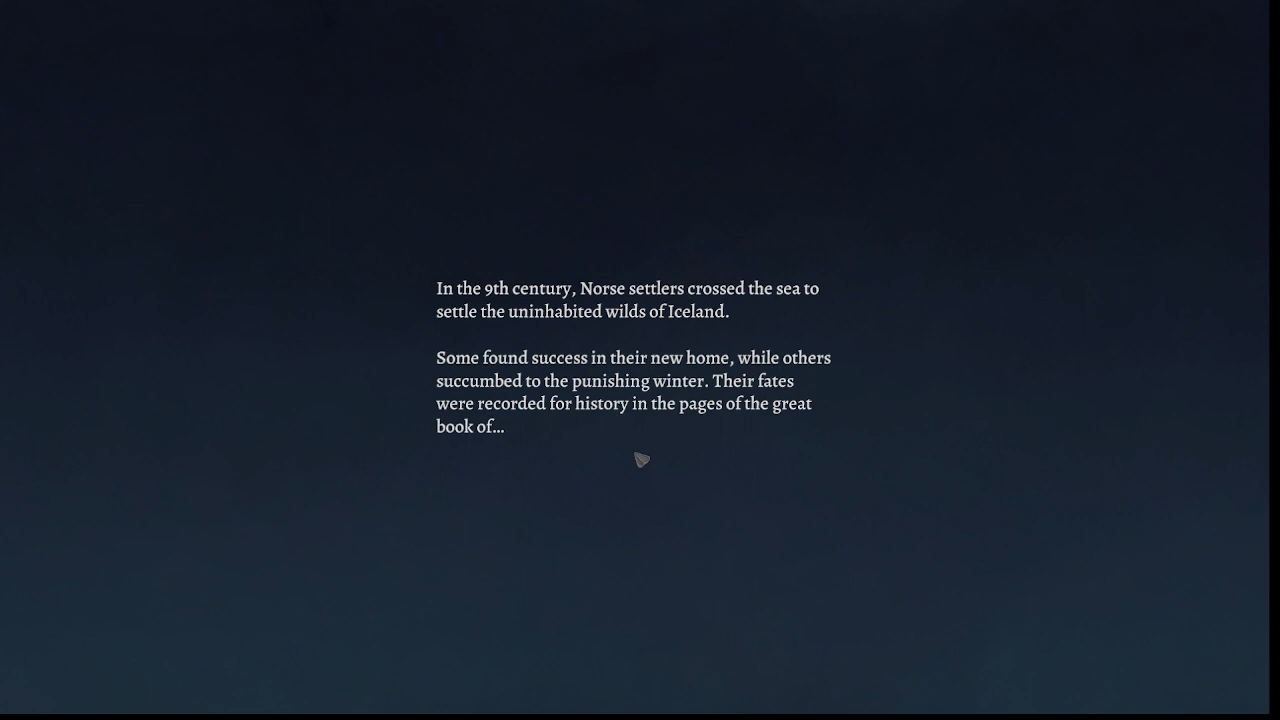 In the 9th century, Norse settlers crossed the sea to
settle the uninhabited wilds of Iceland.
Some found success in their new home, while others
succumbed to the punishing winter. Their fates
were recorded for history in the pages of the great
book of...